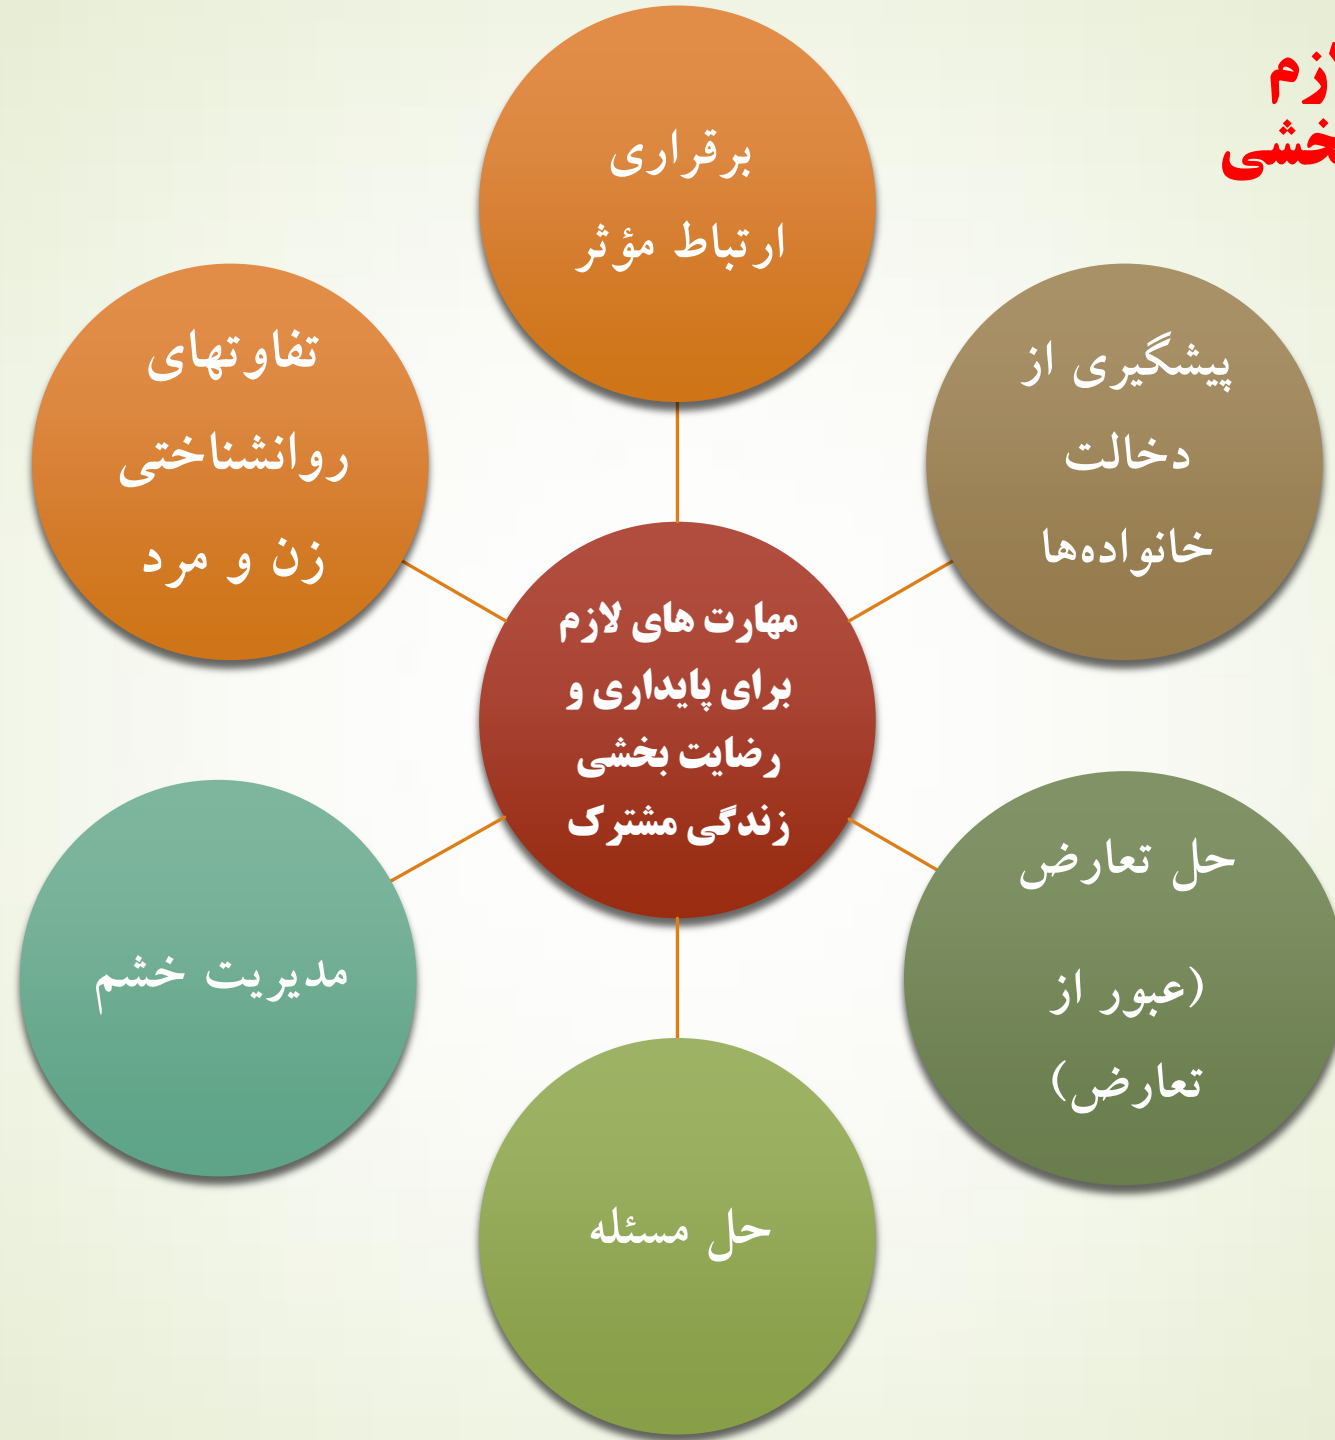 لازم
خشی
برقراری
ارتباط مؤثر
پیشگیری از
دخالت
خانواده‌ها
حل تعارض
(عبور از
تعارض)
حل مسئله
مدیریت خشم
تفاوتهای
روانشناختی
زن و مرد
مهارت های لازم
برای پایداری و
رضایت بخشی
زندگی مشترک